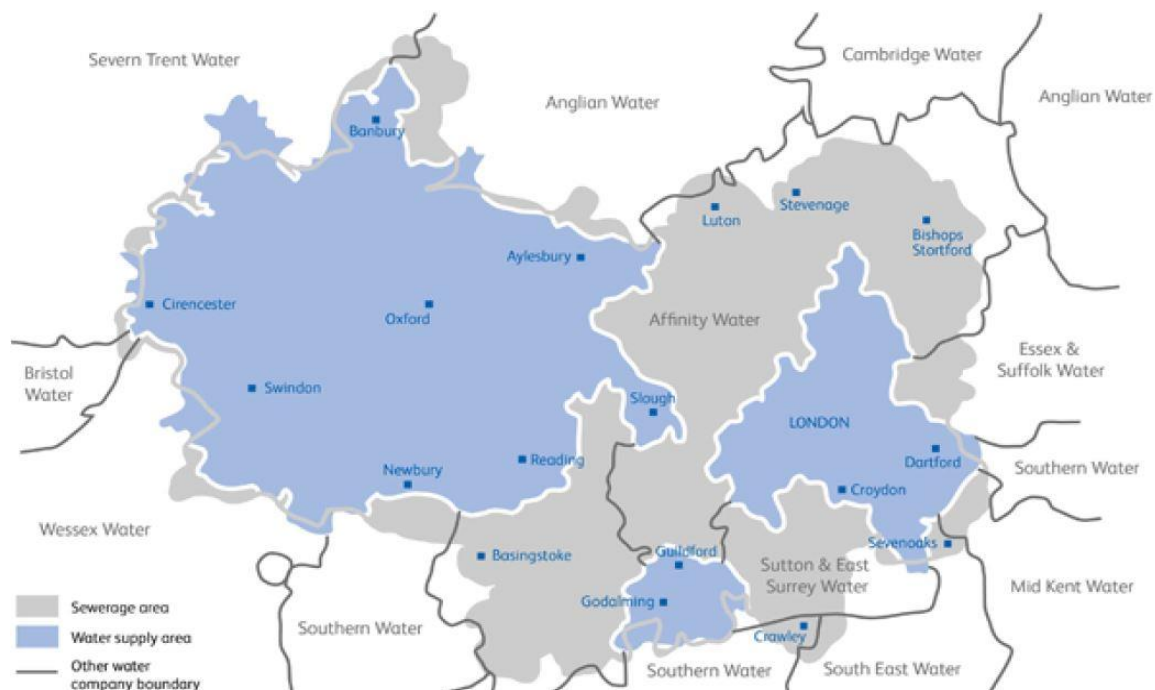 Severn Trent Water
Cambridge Water
Anglian Water
Anglian Water
Banbury
Stevenage
Luton
Bishops
Stortford
Aylesbury
Cirencester
Oxford
Affinity Water
Essex &
Suffolk Water
Bristol
Water
Swindon
Slough
LONDON
Reading
Dartford
Newbury
Southern Water
Croydon
Wessex Water
Sevenoaks
Basingstoke
Guildford
Sutton & East
Surrey Water
Mid Kent Water
Godalming
Sewerage area
Southern Water
Crawley
Water supply area
Southern Water
South East Water
Other water
company boundary